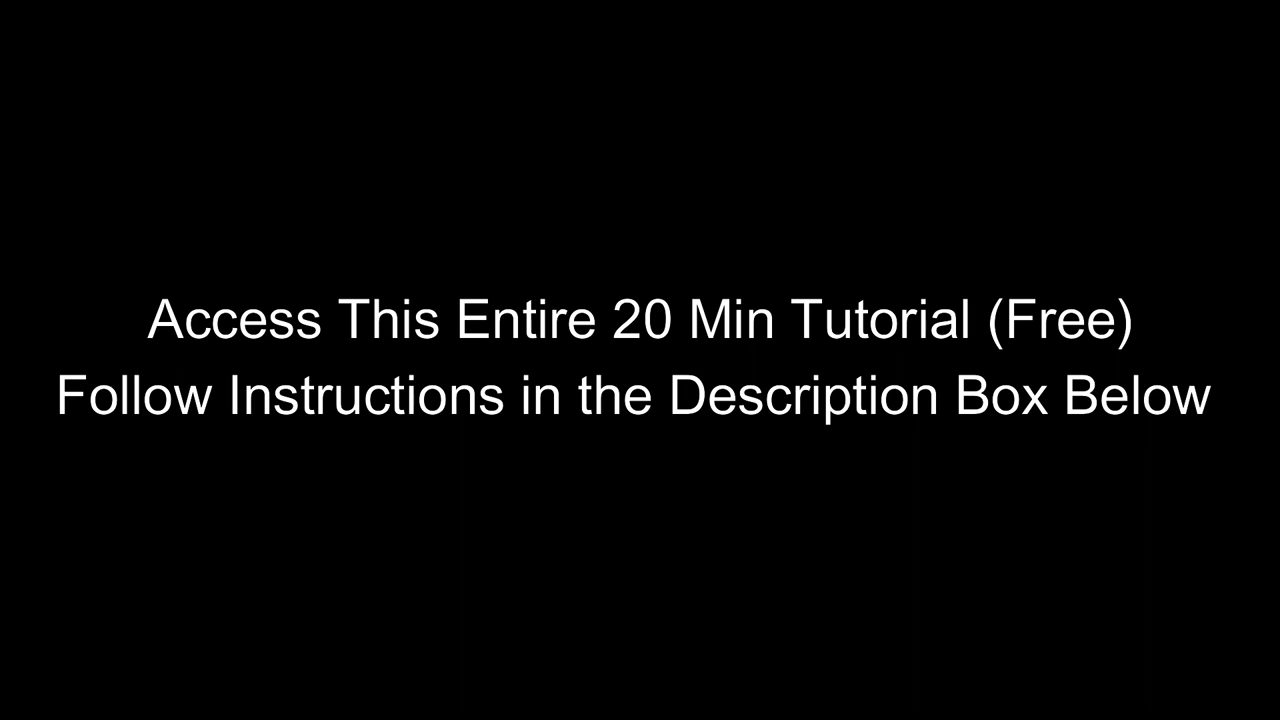 Access This Entire 20 Min Tutorial (Free)
Follow Instructions in the Description Box Below